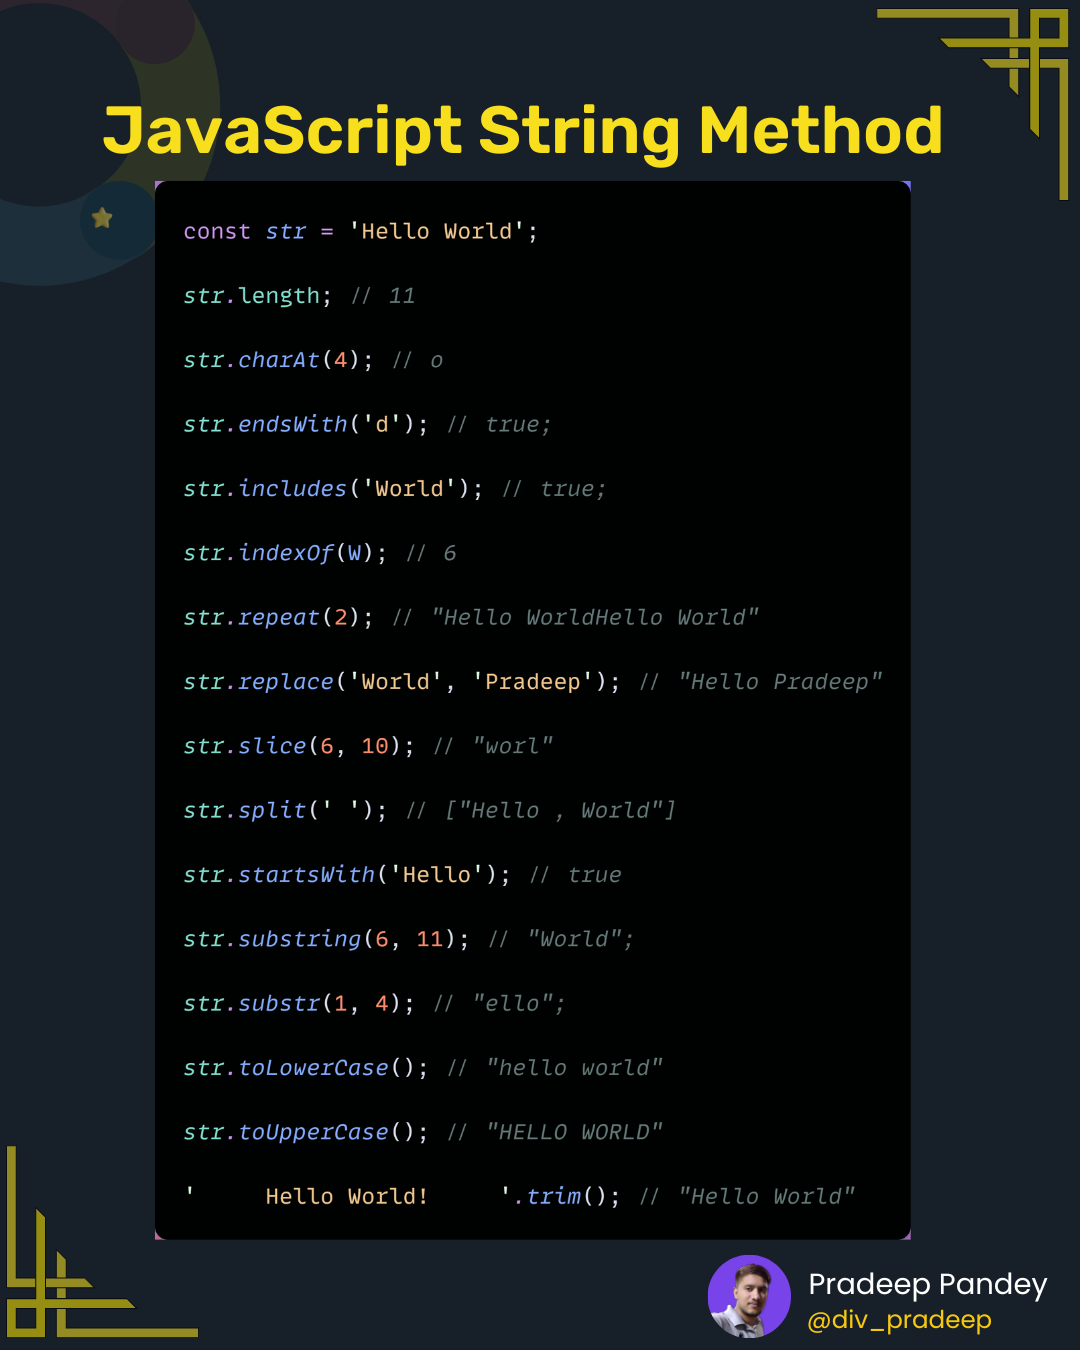 JavaScript String Method
const str = 'Hello World';
str.length; // 11
str.charAt(4); // o
str.endsWith('d'); // true;
str.includes('World'); // true;
str.indexOf(W); // 6
str.repeat(2); // "Hello WorldHello World"
str.replace('World', 'Pradeep'); // "Hello Pradeep"
str.slice(6, 10); // "worl"
str.split(' '); // ["Hello , World"]
str.startsWith('Hello'); // true
str.substring(6, 11); // "World";
str.substr(1, 4); // "ello";
str.toLowerCase(); // "hello world"
str.toUpperCase(); // "HELLO WORLD"
'     Hello World!     '.trim(); // "Hello World"
Pradeep Pandey
@div_pradeep